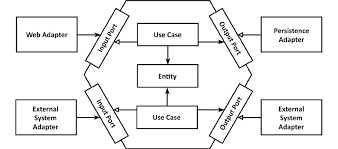 Web Adapter
Input Port
Use Case
Output Port
Persistence
Adapter
Entity
External
System
Adapter
Input Port
Use Case
Output Port
External
System
Adapter